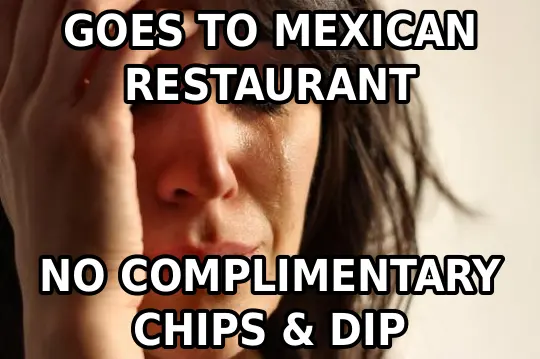 GOES TO MEXICAN
RESTAURANT
NO COMPLIMENTARY
CHIPS & DIP